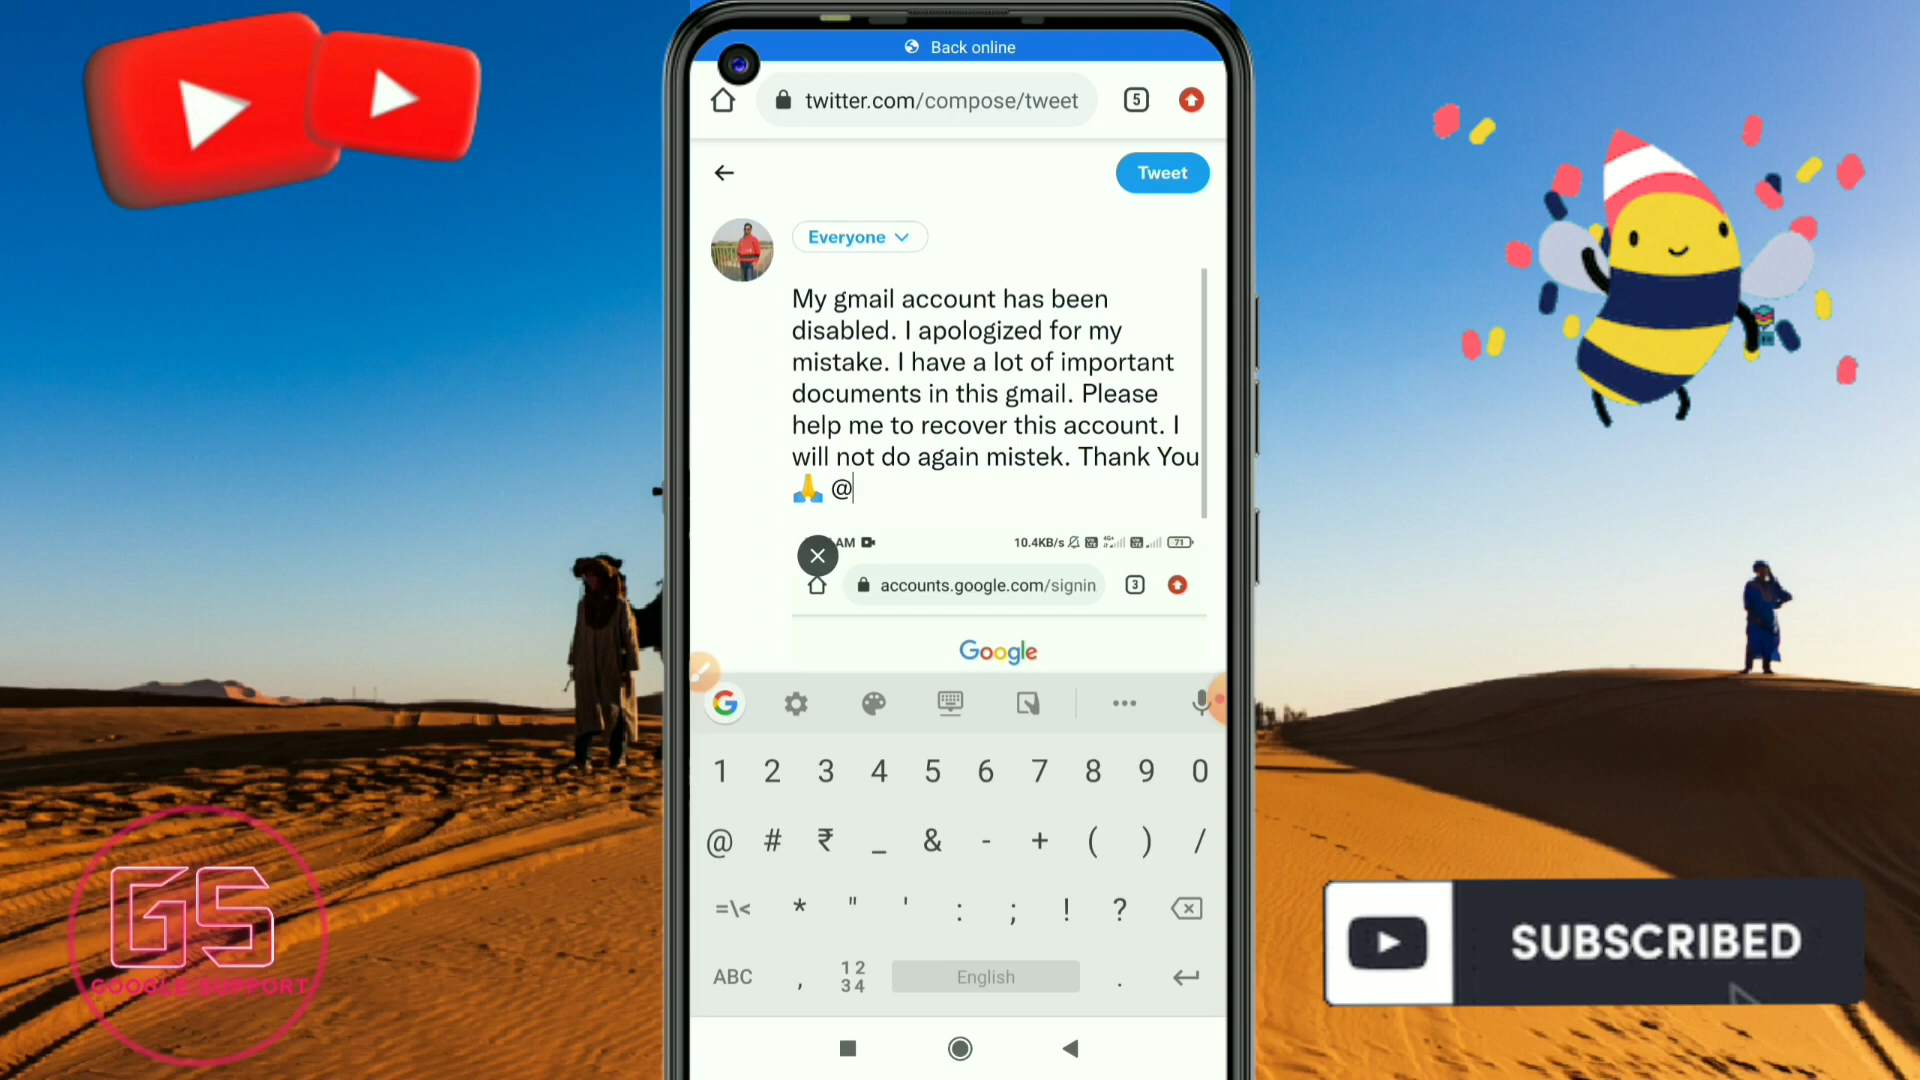 Back online
twitter.com/compose/tweet
5
Tweet
Everyone
My gmail account has been
disabled. I apologized for my
mistake. I have a lot of important
documents in this gmail. Please
help me to recover this account. I
will not do again mistek. Thank You
🙏 @
AM
10.4KB/s
71
accounts.google.com/signin
3
Google
G
1 2 3 4 5 6 7 8 9 0
@ # ₹ _ & - + ( ) /
=\< * " ' : ; ! ?
ABC , 12 34 English .
GS
GOOGLE SUPPORT
SUBSCRIBED